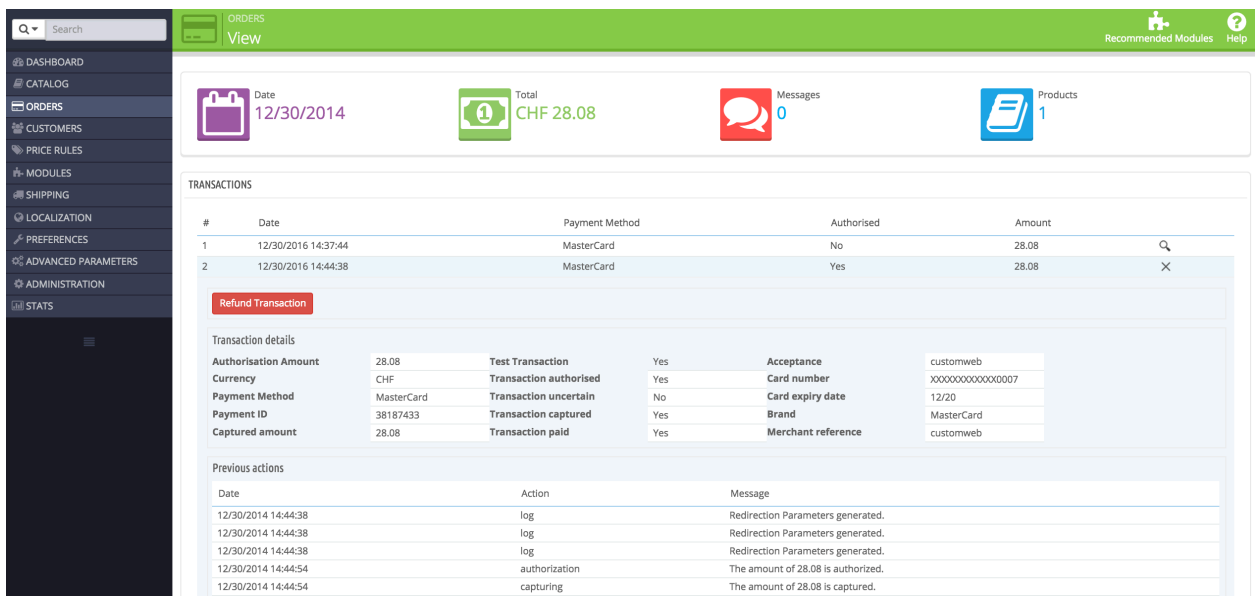 Search
ORDERS
View
Recommended Modules
Help
DASHBOARD
CATALOG
ORDERS
CUSTOMERS
PRICE RULES
MODULES
SHIPPING
LOCALIZATION
PREFERENCES
ADVANCED PARAMETERS
ADMINISTRATION
STATS
Date
12/30/2014
Total
CHF 28.08
Messages
0
Products
1
TRANSACTIONS
# Date Payment Method Authorised Amount
1 12/30/2016 14:37:44 MasterCard No 28.08
2 12/30/2016 14:44:38 MasterCard Yes 28.08
Refund Transaction
Transaction details
Authorisation Amount 28.08 Test Transaction Yes Acceptance customweb
Currency CHF Transaction authorised Yes Card number XXXXXXXXXXXX0007
Payment Method MasterCard Transaction uncertain No Card expiry date 12/20
Payment ID 38187433 Transaction captured Yes Brand MasterCard
Captured amount 28.08 Transaction paid Yes Merchant reference customweb
Previous actions
Date Action Message
12/30/2014 14:44:38 log Redirection Parameters generated.
12/30/2014 14:44:38 log Redirection Parameters generated.
12/30/2014 14:44:38 log Redirection Parameters generated.
12/30/2014 14:44:54 authorization The amount of 28.08 is authorized.
12/30/2014 14:44:54 capturing The amount of 28.08 is captured.